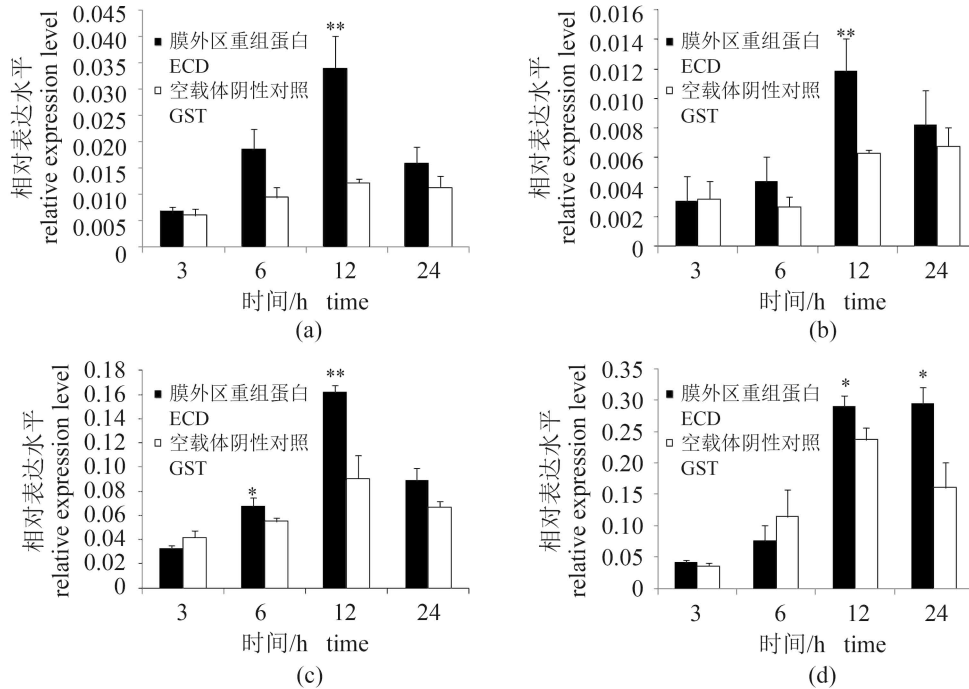 0.045
0.040
0.035
0.030
0.025
0.020
0.015
0.010
0.005
0
相对表达水平
relative expression level
膜外区重组蛋白
ECD
空载体阴性对照
GST
**
3 6 12 24
时间/h time
(a)
0.016
0.014
0.012
0.010
0.008
0.006
0.004
0.002
0
相对表达水平
relative expression level
膜外区重组蛋白
ECD
空载体阴性对照
GST
**
3 6 12 24
时间/h time
(b)
0.18
0.16
0.14
0.12
0.10
0.08
0.06
0.04
0.02
0
相对表达水平
relative expression level
膜外区重组蛋白
ECD
空载体阴性对照
GST
*
**
3 6 12 24
时间/h time
(c)
0.35
0.30
0.25
0.20
0.15
0.10
0.05
0
相对表达水平
relative expression level
膜外区重组蛋白
ECD
空载体阴性对照
GST
* *
3 6 12 24
时间/h time
(d)